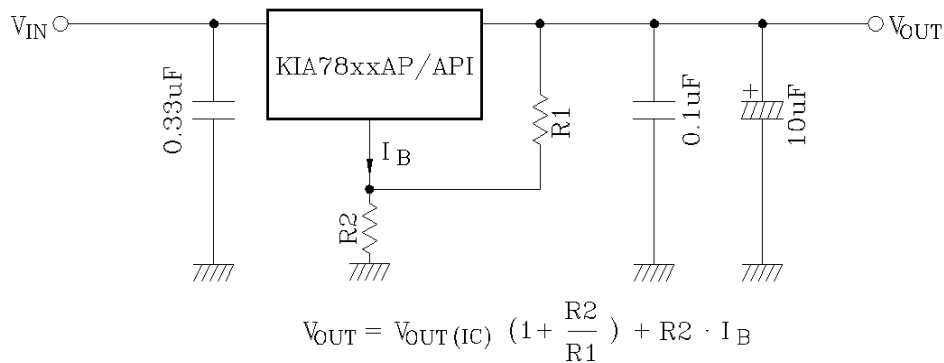 VIN
VOUT
KIA78xxAP/API
0.33uF
IB
R1
R2
0.1uF
+
10uF
VOUT = VOUT(IC) (1+ R2/R1) + R2 · IB